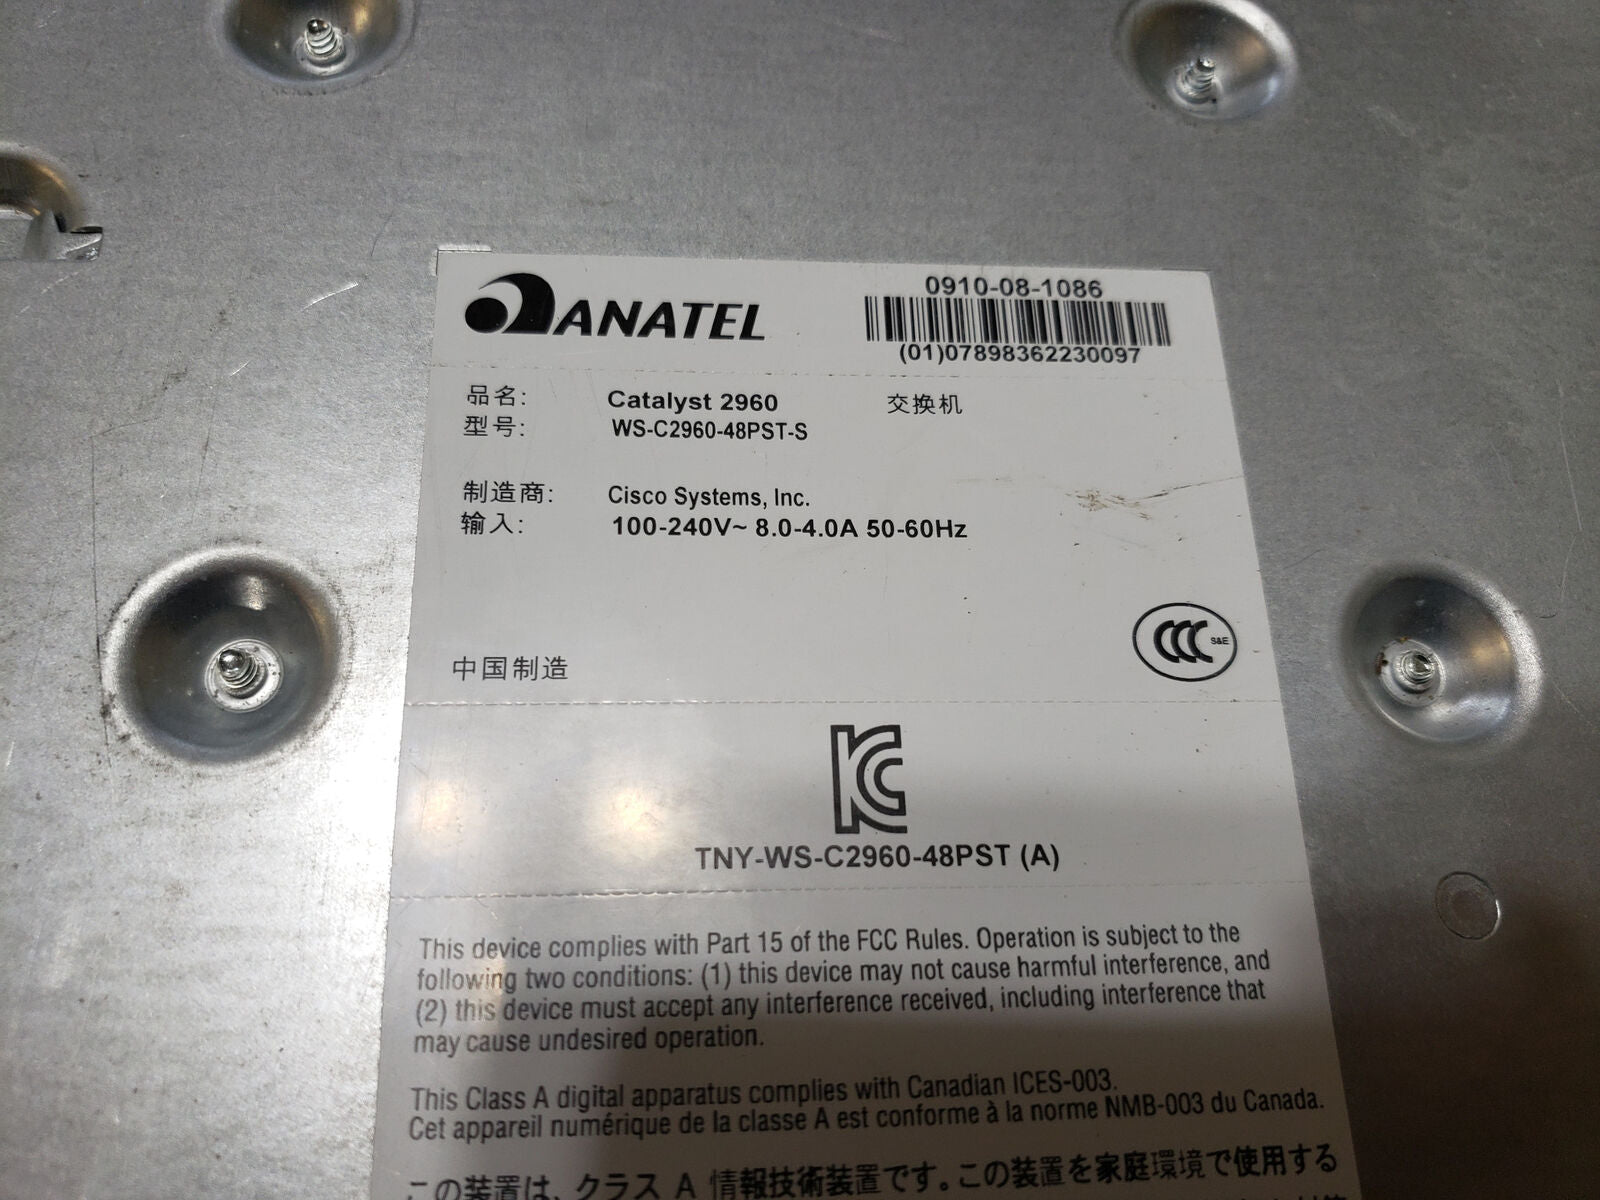 ANATEL
0910-08-1086
(01)07898362230097
品名: Catalyst 2960 交换机
型号: WS-C2960-48PST-S
制造商: Cisco Systems, Inc.
输入: 100-240V~ 8.0-4.0A 50-60Hz
CCC S&E
中国制造
KC
TNY-WS-C2960-48PST (A)
This device complies with Part 15 of the FCC Rules. Operation is subject to the
following two conditions: (1) this device may not cause harmful interference, and
(2) this device must accept any interference received, including interference that
may cause undesired operation.
This Class A digital apparatus complies with Canadian ICES-003.
Cet appareil numérique de la classe A est conforme à la norme NMB-003 du Canada.
この装置は、クラス A 情報技術装置です。この装置を家庭環境で使用する